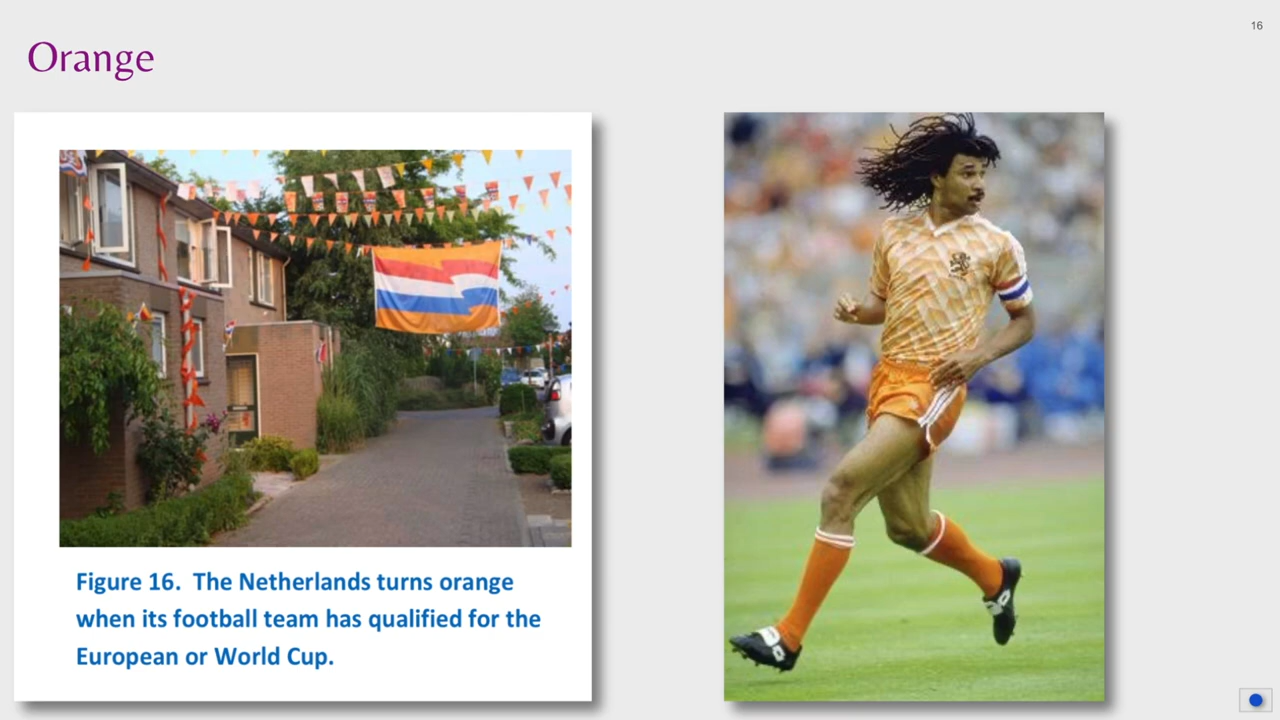 16
Orange
Figure 16.  The Netherlands turns orange
when its football team has qualified for the
European or World Cup.